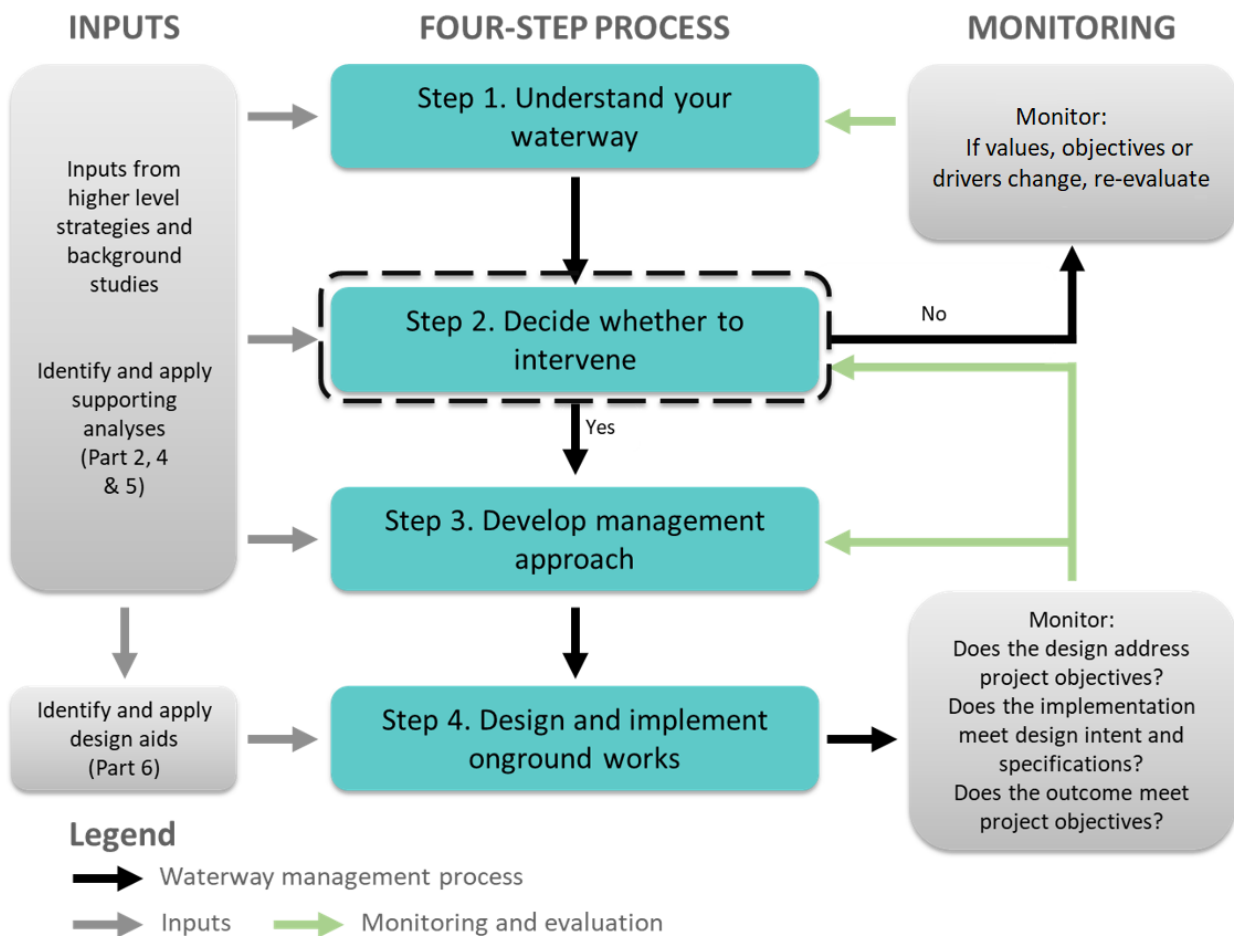 INPUTS
FOUR-STEP PROCESS
MONITORING
Inputs from
higher level
strategies and
background
studies
Identify and apply
supporting
analyses
(Part 2, 4
& 5)
Identify and apply
design aids
(Part 6)
Step 1. Understand your
waterway
Step 2. Decide whether to
intervene
No
Yes
Step 3. Develop management
approach
Step 4. Design and implement
onground works
Monitor:
If values, objectives or
drivers change, re-evaluate
Monitor:
Does the design address
project objectives?
Does the implementation
meet design intent and
specifications?
Does the outcome meet
project objectives?
Legend
Waterway management process
Inputs
Monitoring and evaluation